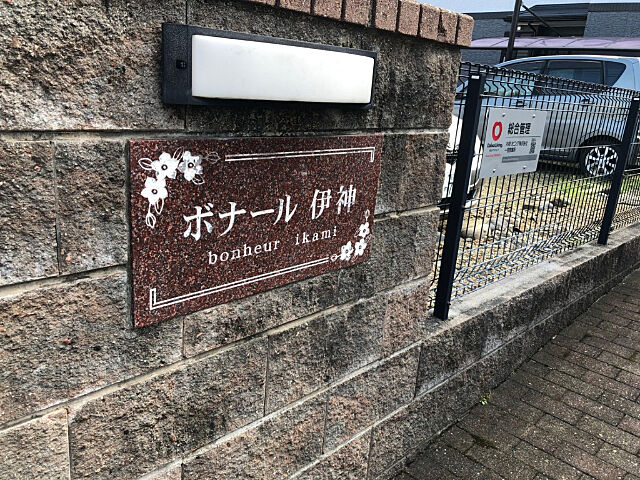 ボナール 伊神
bonheur ikami
総合管理